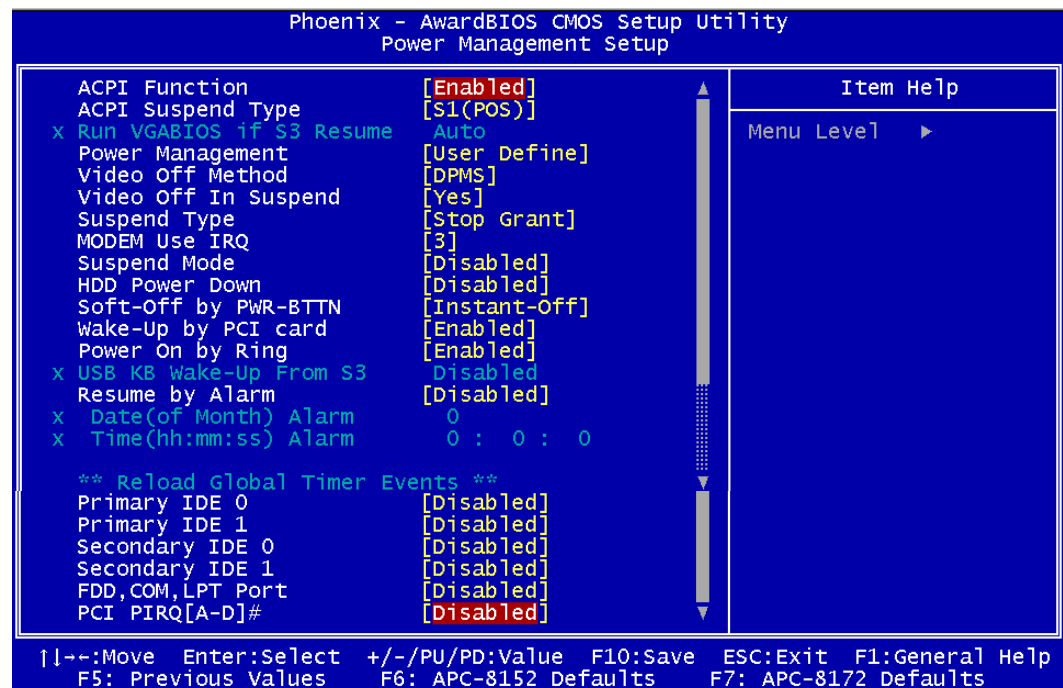 Phoenix - AwardBIOS CMOS Setup Utility
Power Management Setup
ACPI Function [Enabled]
ACPI Suspend Type [S1(POS)]
x Run VGABIOS if S3 Resume Auto
Power Management [User Define]
Video Off Method [DPMS]
Video Off In Suspend [Yes]
Suspend Type [Stop Grant]
MODEM Use IRQ [3]
Suspend Mode [Disabled]
HDD Power Down [Disabled]
Soft-Off by PWR-BTTN [Instant-Off]
Wake-Up by PCI card [Enabled]
Power On by Ring [Enabled]
x USB KB Wake-Up From S3 Disabled
Resume by Alarm [Disabled]
x Date(of Month) Alarm 0
x Time(hh:mm:ss) Alarm 0 : 0 : 0
** Reload Global Timer Events **
Primary IDE 0 [Disabled]
Primary IDE 1 [Disabled]
Secondary IDE 0 [Disabled]
Secondary IDE 1 [Disabled]
FDD,COM,LPT Port [Disabled]
PCI PIRQ[A-D]# [Disabled]
Item Help
Menu Level ▶
↑↓→←:Move Enter:Select +/-/PU/PD:Value F10:Save ESC:Exit F1:General Help
F5: Previous Values F6: APC-8152 Defaults F7: APC-8172 Defaults